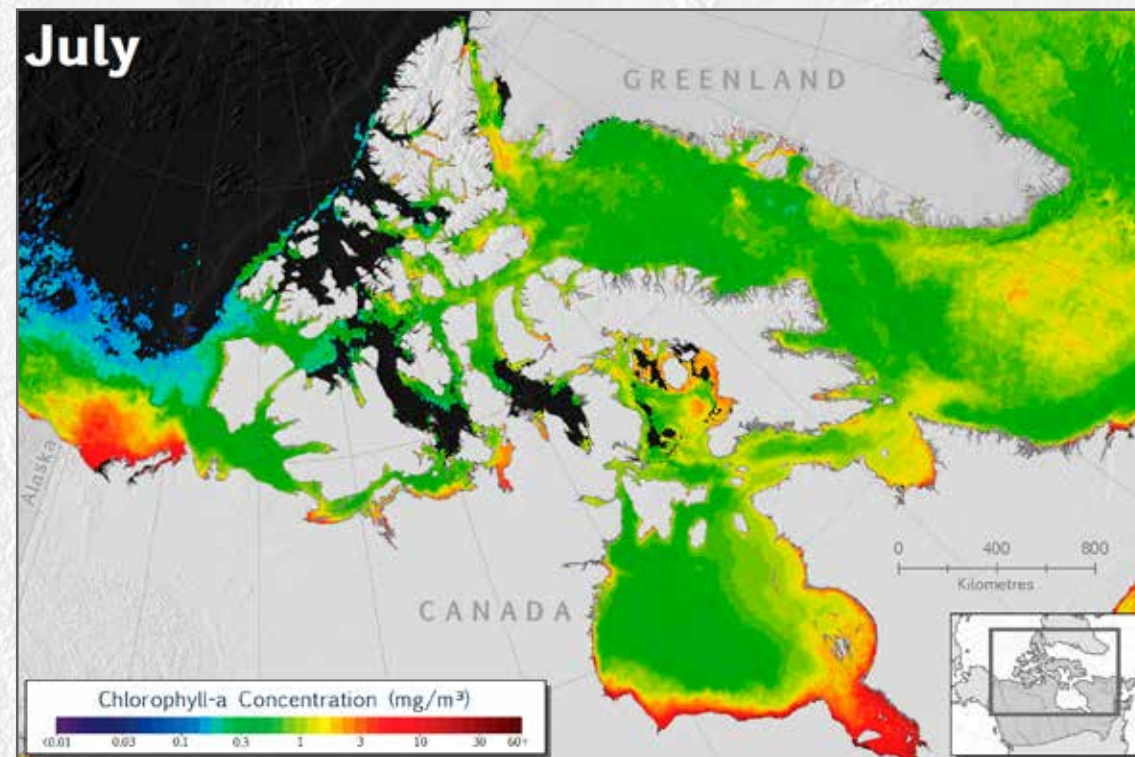 July
GREENLAND
Alaska
CANADA
0 400 800
Kilometres
Chlorophyll-a Concentration (mg/m³)
<0.01 0.03 0.1 0.3 1 3 10 30 60+